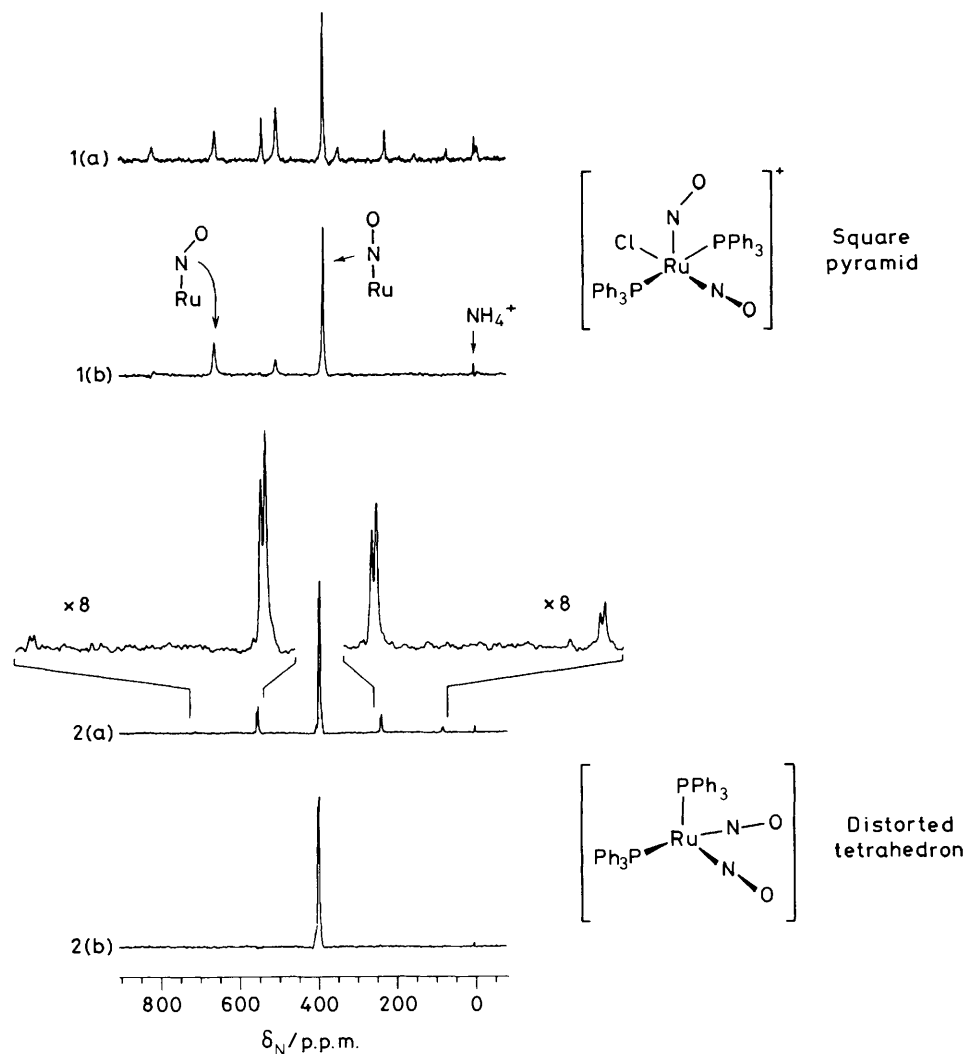 1(a)
O
N
Ru
O
N
Ru
NH₄⁺
1(b)
[ ]⁺
O
N
Cl
PPh₃
Ru
Ph₃P
N
O
Square
pyramid
× 8
× 8
2(a)
PPh₃
Ru
N
O
Ph₃P
N
O
Distorted
tetrahedron
2(b)
800 600 400 200 0
δN / p.p.m.